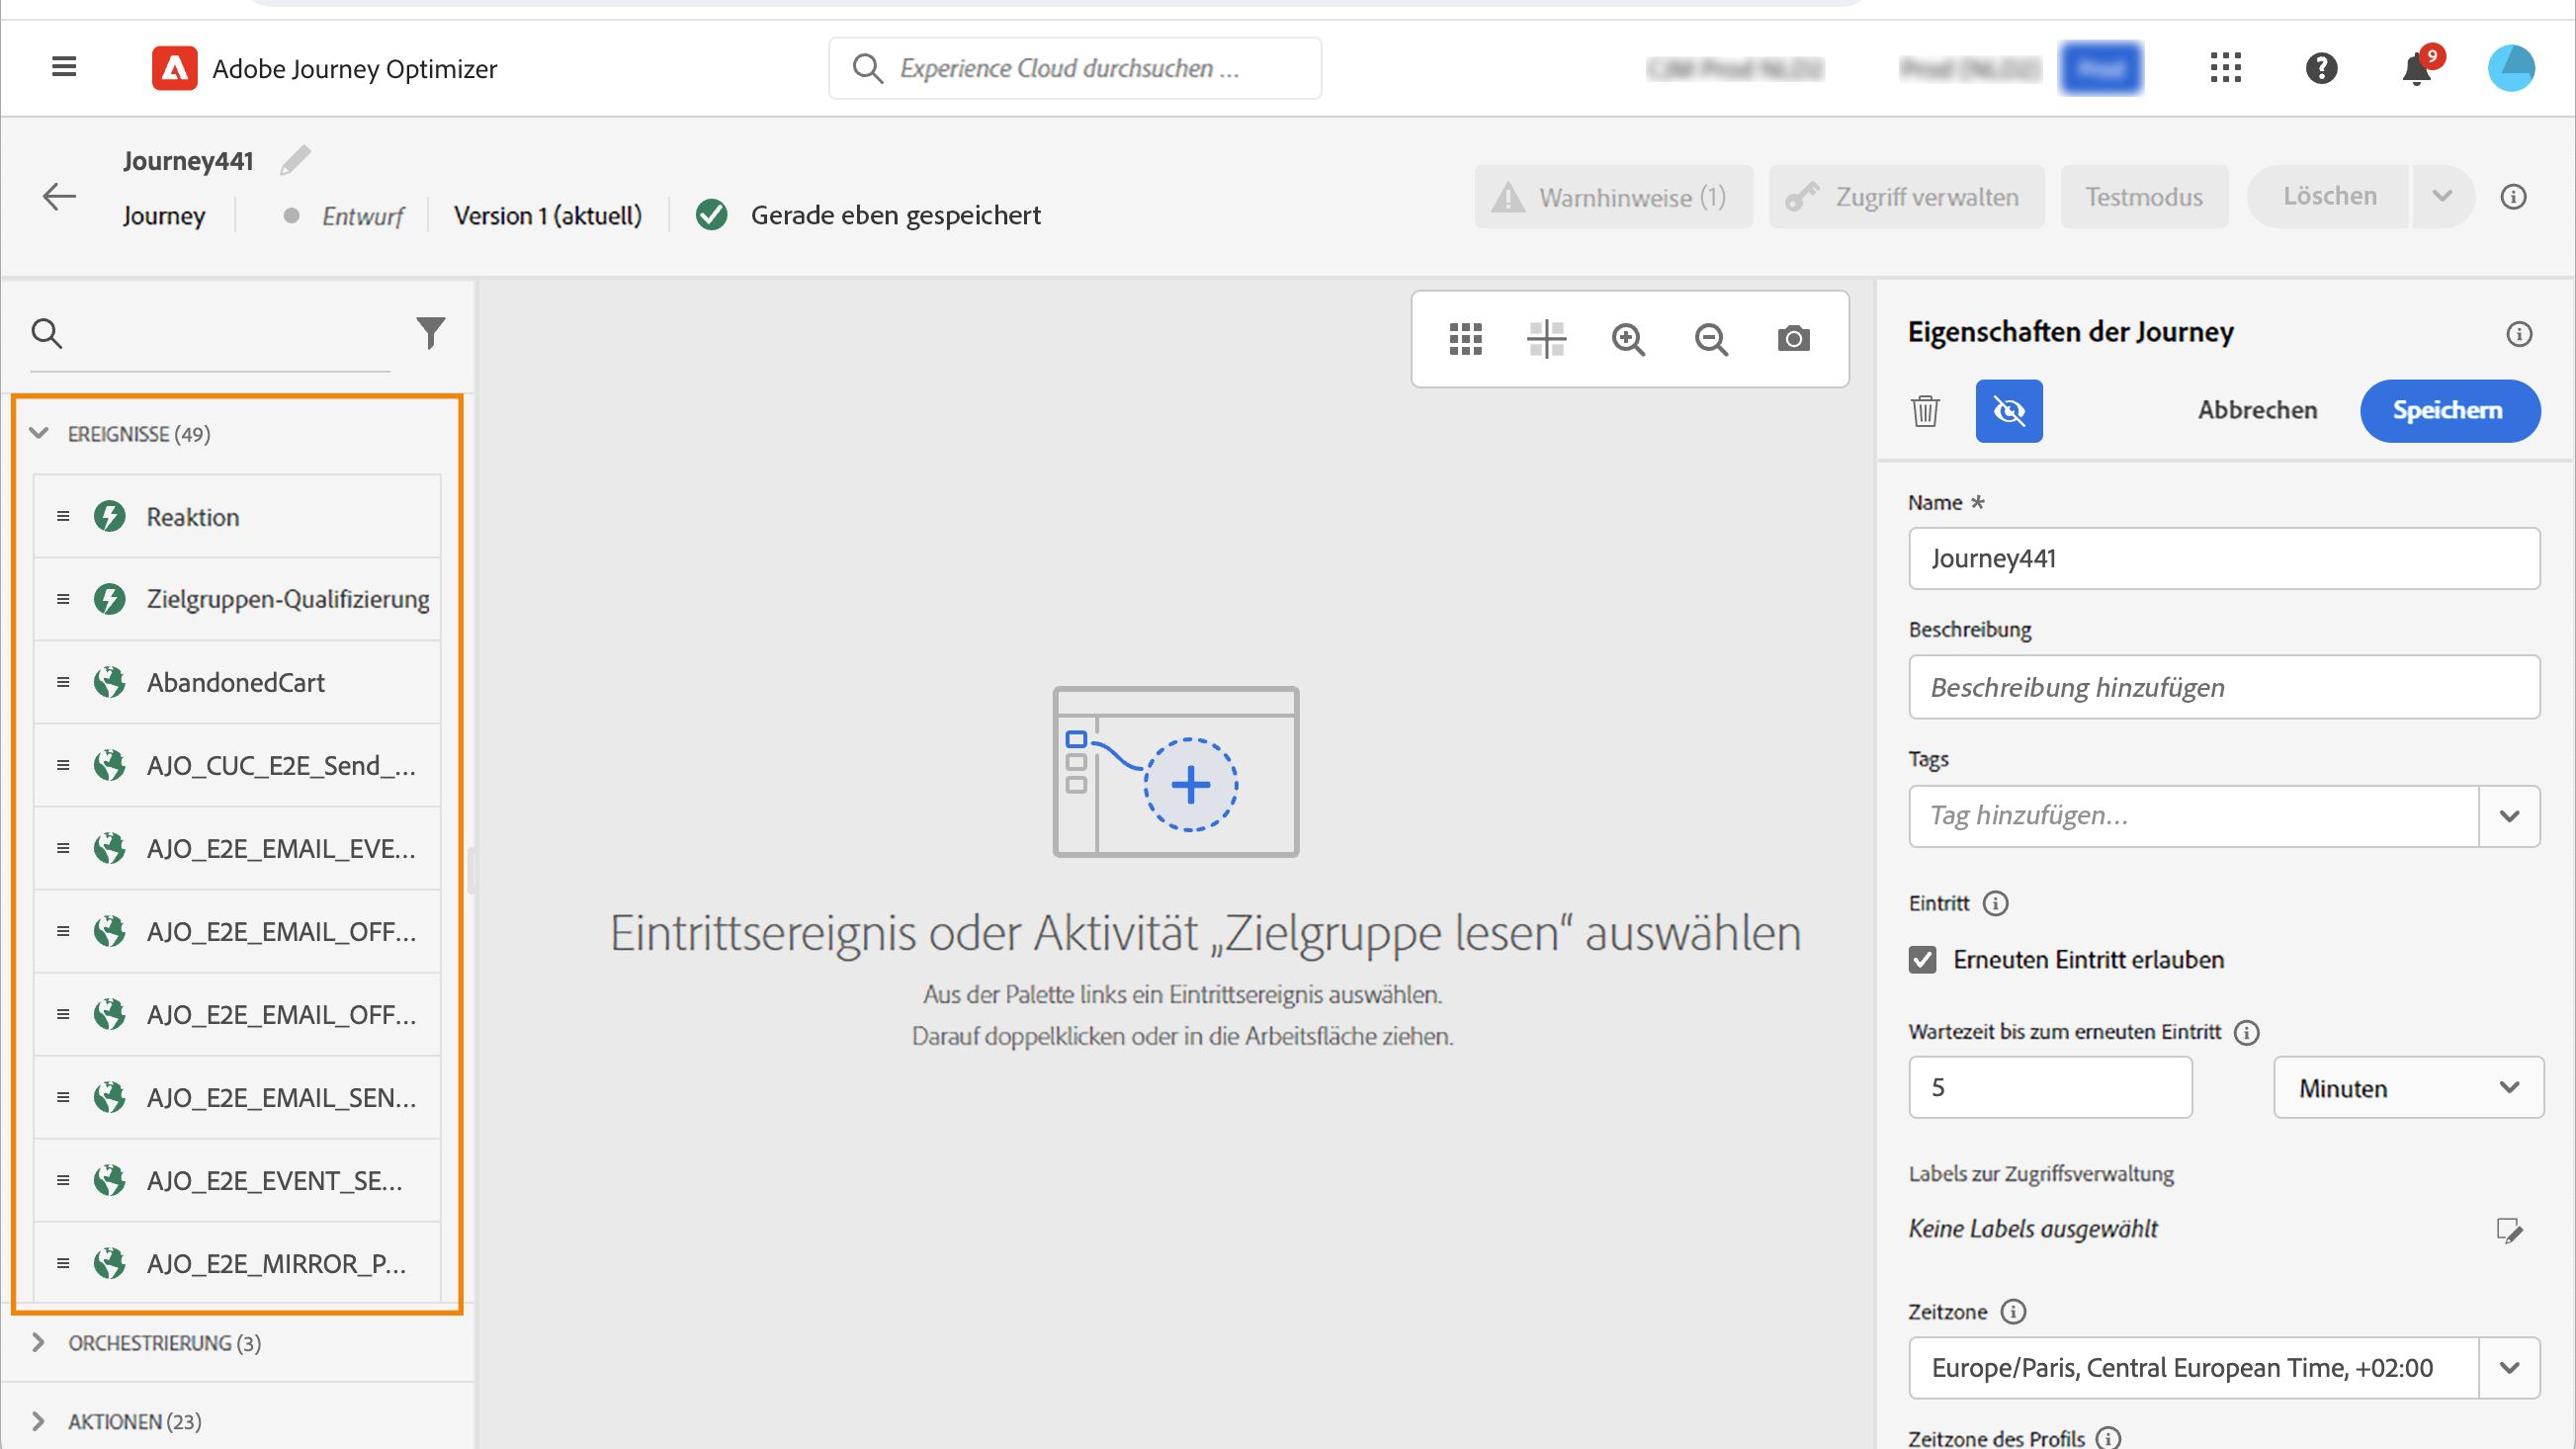 Adobe Journey Optimizer
Experience Cloud durchsuchen ...
9
Journey441
Journey
Entwurf
Version 1 (aktuell)
Gerade eben gespeichert
Warnhinweise (1)
Zugriff verwalten
Testmodus
Löschen
EREIGNISSE (49)
Reaktion
Zielgruppen-Qualifizierung
AbandonedCart
AJO_CUC_E2E_Send_...
AJO_E2E_EMAIL_EVE...
AJO_E2E_EMAIL_OFF...
AJO_E2E_EMAIL_OFF...
AJO_E2E_EMAIL_SEN...
AJO_E2E_EVENT_SE...
AJO_E2E_MIRROR_P...
ORCHESTRIERUNG (3)
AKTIONEN (23)
Eintrittsereignis oder Aktivität „Zielgruppe lesen“ auswählen
Aus der Palette links ein Eintrittsereignis auswählen.
Darauf doppelklicken oder in die Arbeitsfläche ziehen.
Eigenschaften der Journey
Abbrechen
Speichern
Name *
Journey441
Beschreibung
Beschreibung hinzufügen
Tags
Tag hinzufügen...
Eintritt
Erneuten Eintritt erlauben
Wartezeit bis zum erneuten Eintritt
5
Minuten
Labels zur Zugriffsverwaltung
Keine Labels ausgewählt
Zeitzone
Europe/Paris, Central European Time, +02:00
Zeitzone des Profils